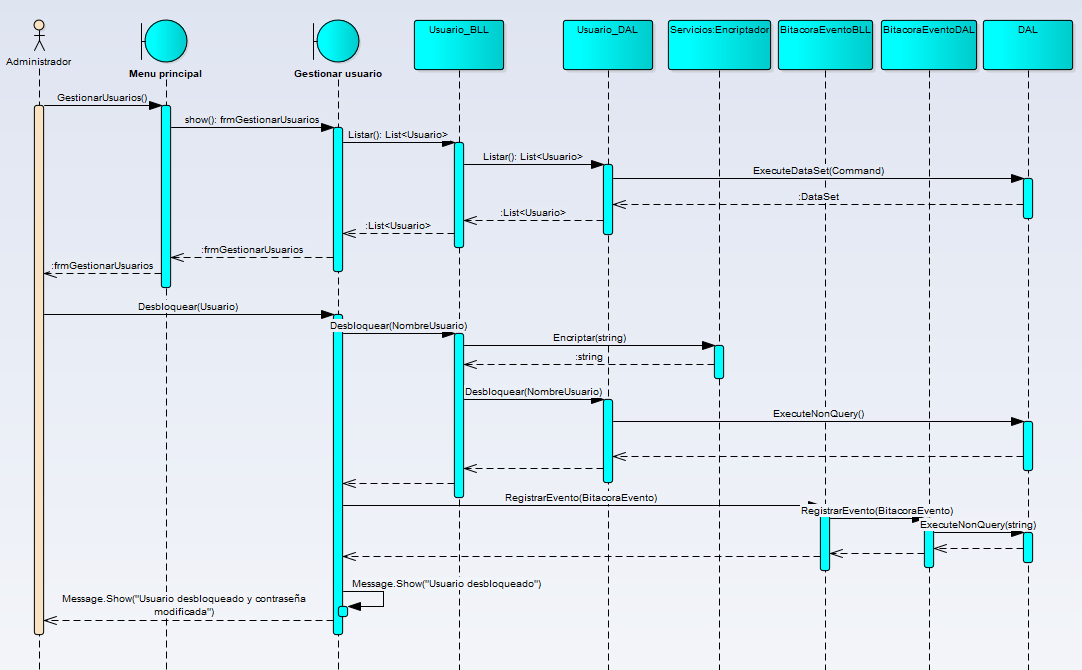 Administrador
Menu principal
Gestionar usuario
Usuario_BLL
Usuario_DAL
Servicios:Encriptador
BitacoraEventoBLL
BitacoraEventoDAL
DAL
GestionarUsuarios()
show(): frmGestionarUsuarios
Listar(): List<Usuario>
Listar(): List<Usuario>
ExecuteDataSet(Command)
:DataSet
:List<Usuario>
:List<Usuario>
:frmGestionarUsuarios
:frmGestionarUsuarios
Desbloquear(Usuario)
Desbloquear(NombreUsuario)
Encriptar(string)
:string
Desbloquear(NombreUsuario)
ExecuteNonQuery()
RegistrarEvento(BitacoraEvento)
RegistrarEvento(BitacoraEvento)
ExecuteNonQuery(string)
Message.Show("Usuario desbloqueado")
Message.Show("Usuario desbloqueado y contraseña
modificada")